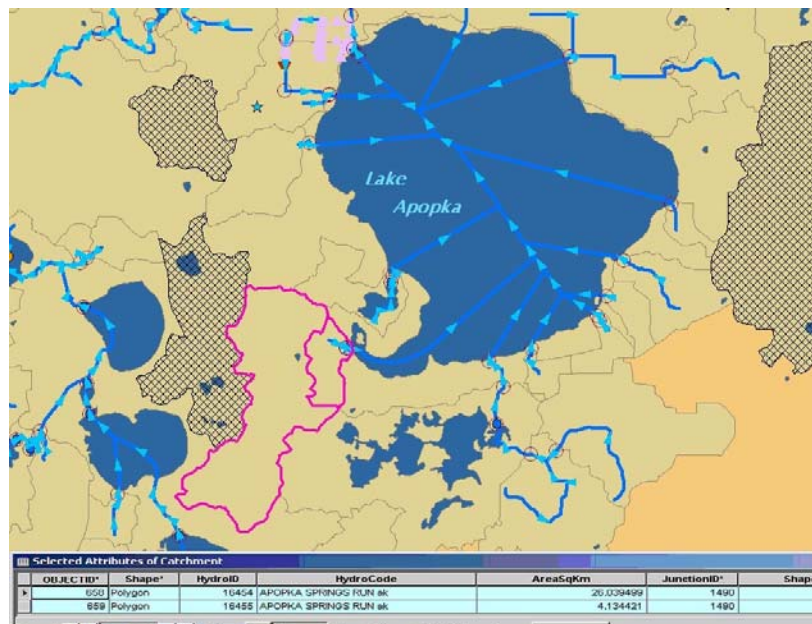 Lake
Apopka
Selected Attributes of Catchment
OBJECTID* Shape* HydroID HydroCode AreaSqKm JunctionID* Shap
658 Polygon 16454 APOPKA SPRINGS RUN ak 26.039499 1490
659 Polygon 16455 APOPKA SPRINGS RUN ak 4.134421 1490